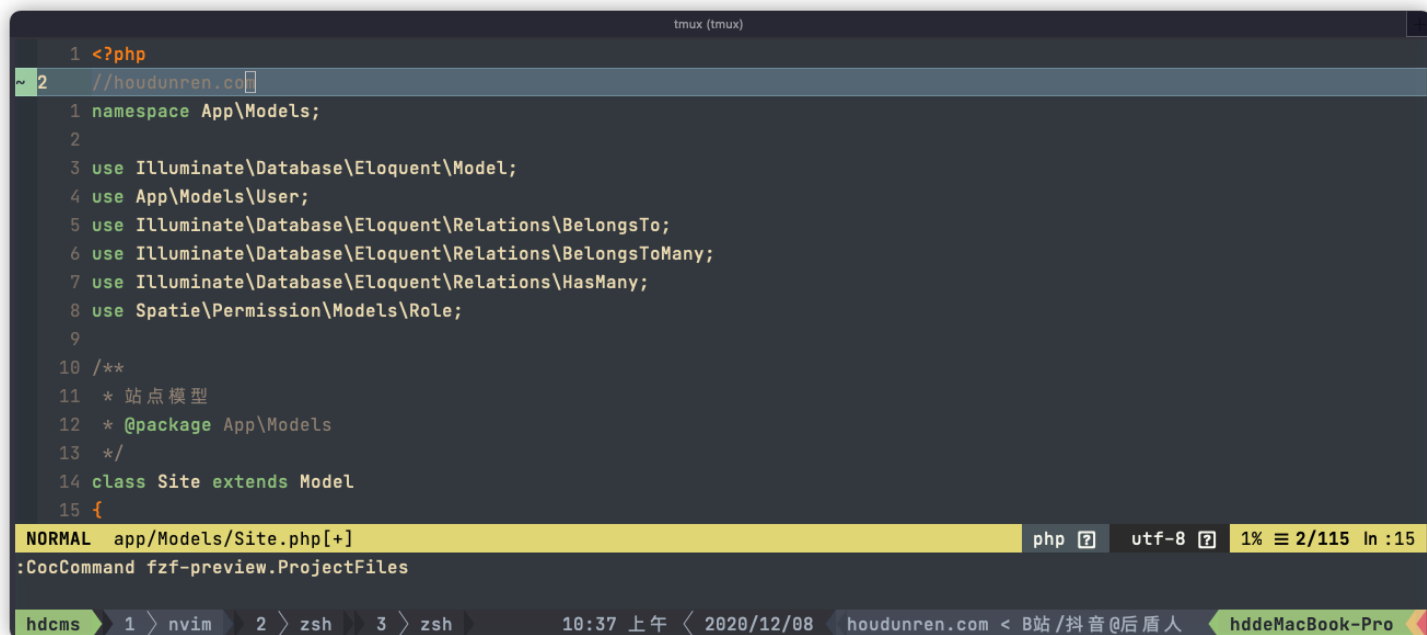 tmux (tmux)
1 <?php
~ 2 //houdunren.com
1 namespace App\Models;
2
3 use Illuminate\Database\Eloquent\Model;
4 use App\Models\User;
5 use Illuminate\Database\Eloquent\Relations\BelongsTo;
6 use Illuminate\Database\Eloquent\Relations\BelongsToMany;
7 use Illuminate\Database\Eloquent\Relations\HasMany;
8 use Spatie\Permission\Models\Role;
9
10 /**
11 * 站点模型
12 * @package App\Models
13 */
14 class Site extends Model
15 {
NORMAL app/Models/Site.php[+] php utf-8 1% ≡ 2/115 ln :15
:CocCommand fzf-preview.ProjectFiles
hdcms 1 nvim 2 zsh 3 zsh 10:37 上午 2020/12/08 houdunren.com < B站/抖音@后盾人 hddeMacBook-Pro